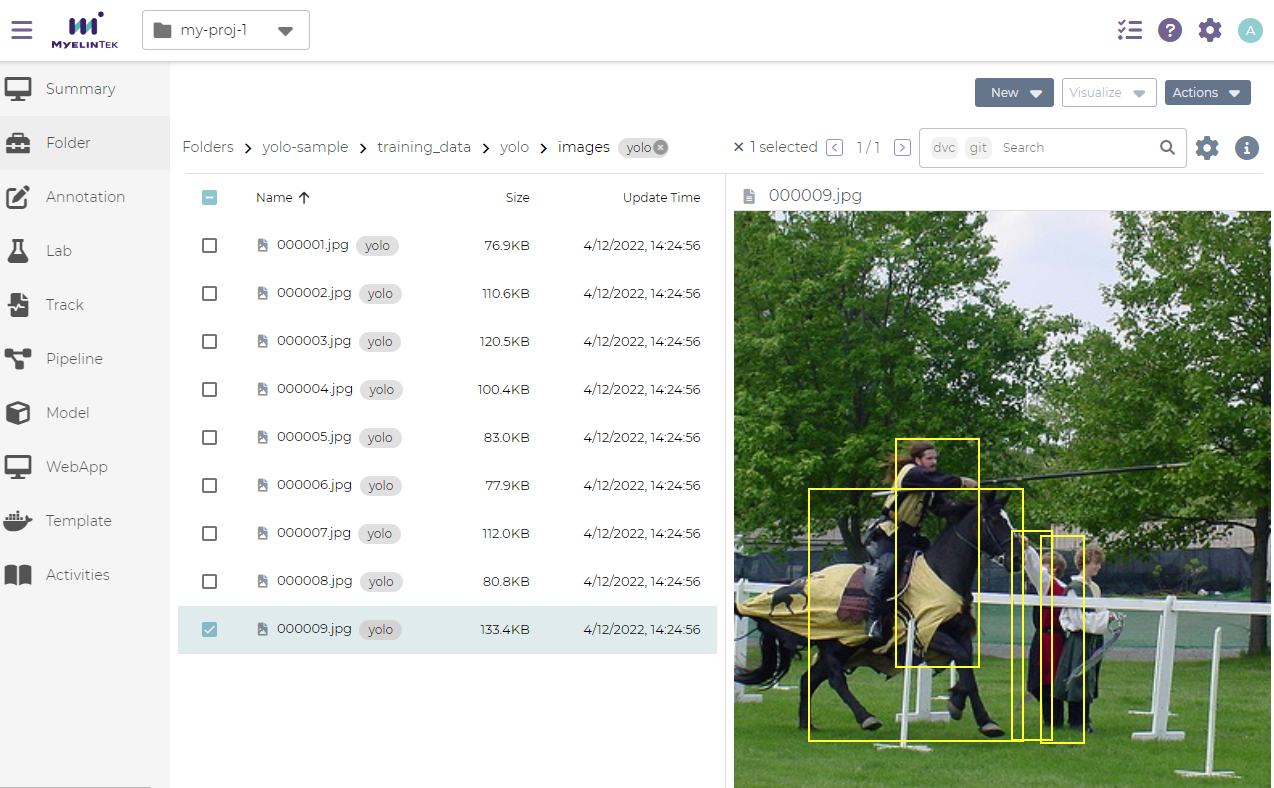 MYELINTEK
my-proj-1
?
A
Summary
Folder
Annotation
Lab
Track
Pipeline
Model
WebApp
Template
Activities
New
Visualize
Actions
Folders > yolo-sample > training_data > yolo > images yolo
× 1 selected < 1 / 1 >
dvc git Search
i
Name ↑ Size Update Time
000001.jpg yolo 76.9KB 4/12/2022, 14:24:56
000002.jpg yolo 110.6KB 4/12/2022, 14:24:56
000003.jpg yolo 120.5KB 4/12/2022, 14:24:56
000004.jpg yolo 100.4KB 4/12/2022, 14:24:56
000005.jpg yolo 83.0KB 4/12/2022, 14:24:56
000006.jpg yolo 77.9KB 4/12/2022, 14:24:56
000007.jpg yolo 112.0KB 4/12/2022, 14:24:56
000008.jpg yolo 80.8KB 4/12/2022, 14:24:56
000009.jpg yolo 133.4KB 4/12/2022, 14:24:56
000009.jpg